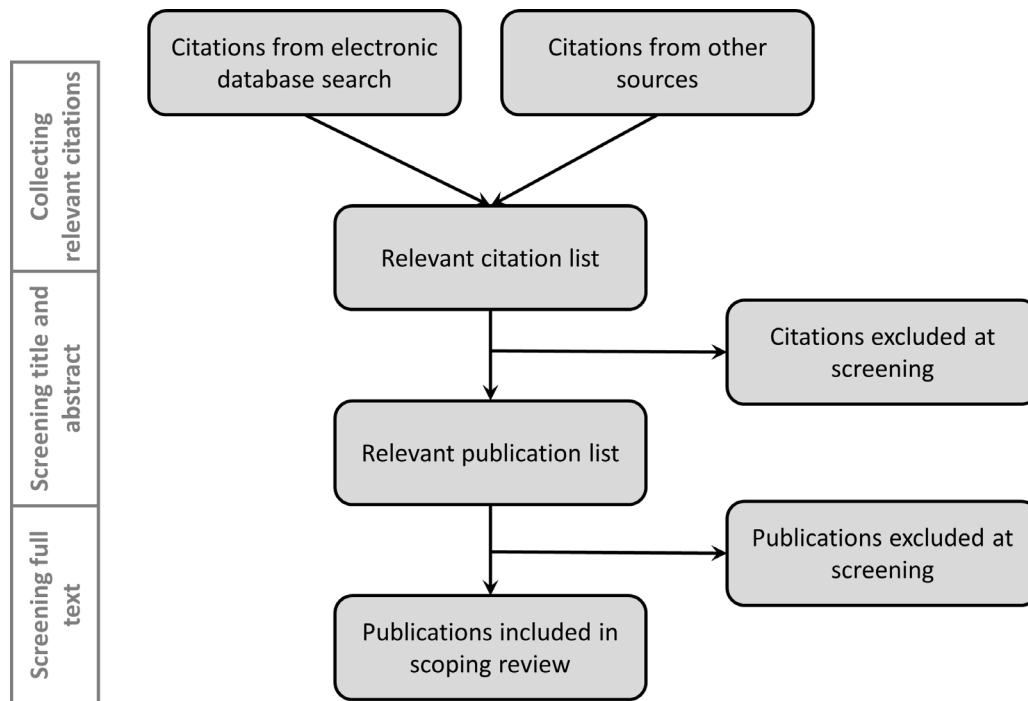 Citations from electronic
database search
Citations from other
sources
Collecting
relevant citations
Relevant citation list
Screening title and
abstract
Citations excluded at
screening
Relevant publication list
Screening full
text
Publications excluded at
screening
Publications included in
scoping review